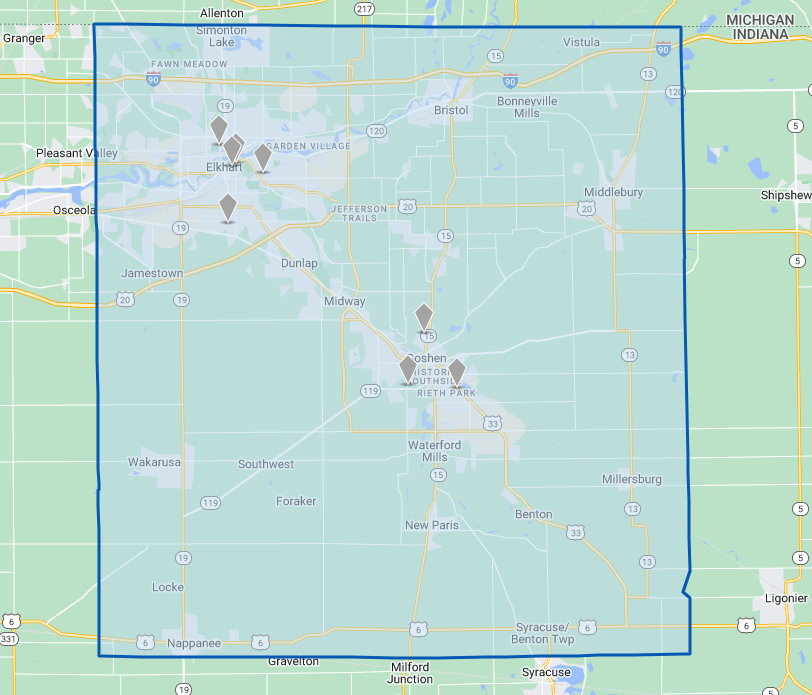 Allenton
217
Granger
Simonton
Lake
MICHIGAN
INDIANA
Vistula
15
90
FAWN MEADOW
90
90
13
120
19
Bristol
Bonneyville
Mills
5
120
GARDEN VILLAGE
Pleasant Valley
Elkhart
Middlebury
Shipshew
Osceola
JEFFERSON
TRAILS
20
20
19
15
5
Dunlap
Jamestown
20
19
Midway
15
Goshen
13
HISTORIC
SOUTHSIDE
119
RIETH PARK
33
Waterford
Mills
Wakarusa
Southwest
15
Millersburg
119
Foraker
13
5
Benton
New Paris
33
19
13
5
Locke
Ligonier
6
6
6
331
6
6
6
Syracuse/
Benton Twp
Nappanee
Gravelton
Milford
Junction
Syracuse
19
5